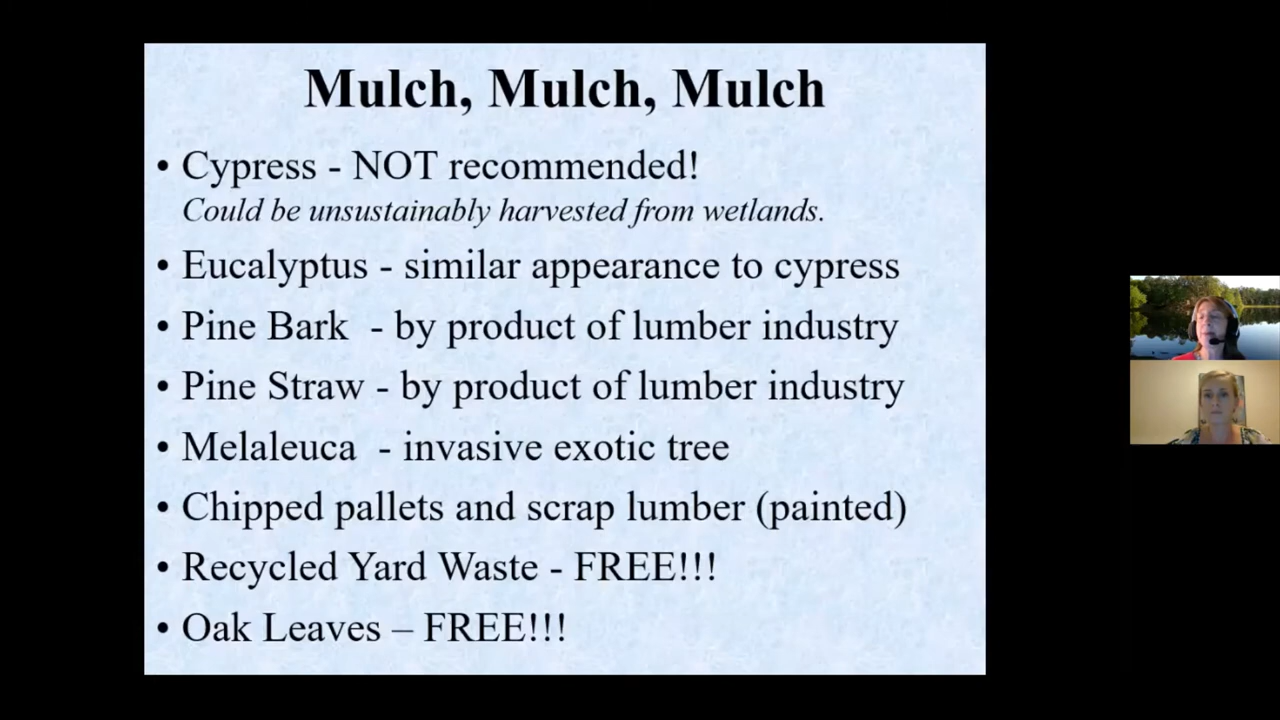 Mulch, Mulch, Mulch
• Cypress - NOT recommended!
Could be unsustainably harvested from wetlands.
• Eucalyptus - similar appearance to cypress
• Pine Bark  - by product of lumber industry
• Pine Straw - by product of lumber industry
• Melaleuca  - invasive exotic tree
• Chipped pallets and scrap lumber (painted)
• Recycled Yard Waste - FREE!!!
• Oak Leaves – FREE!!!